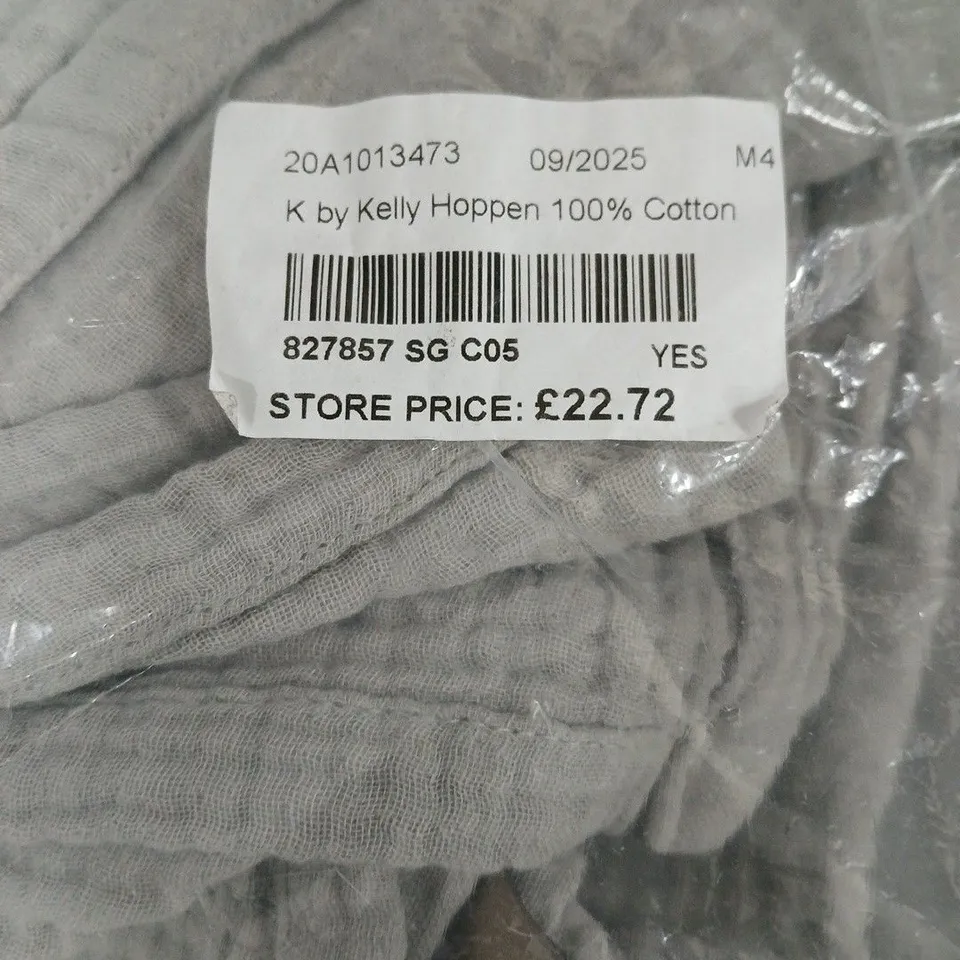 20A1013473 09/2025 M4
K by Kelly Hoppen 100% Cotton
827857 SG C05 YES
STORE PRICE: £22.72